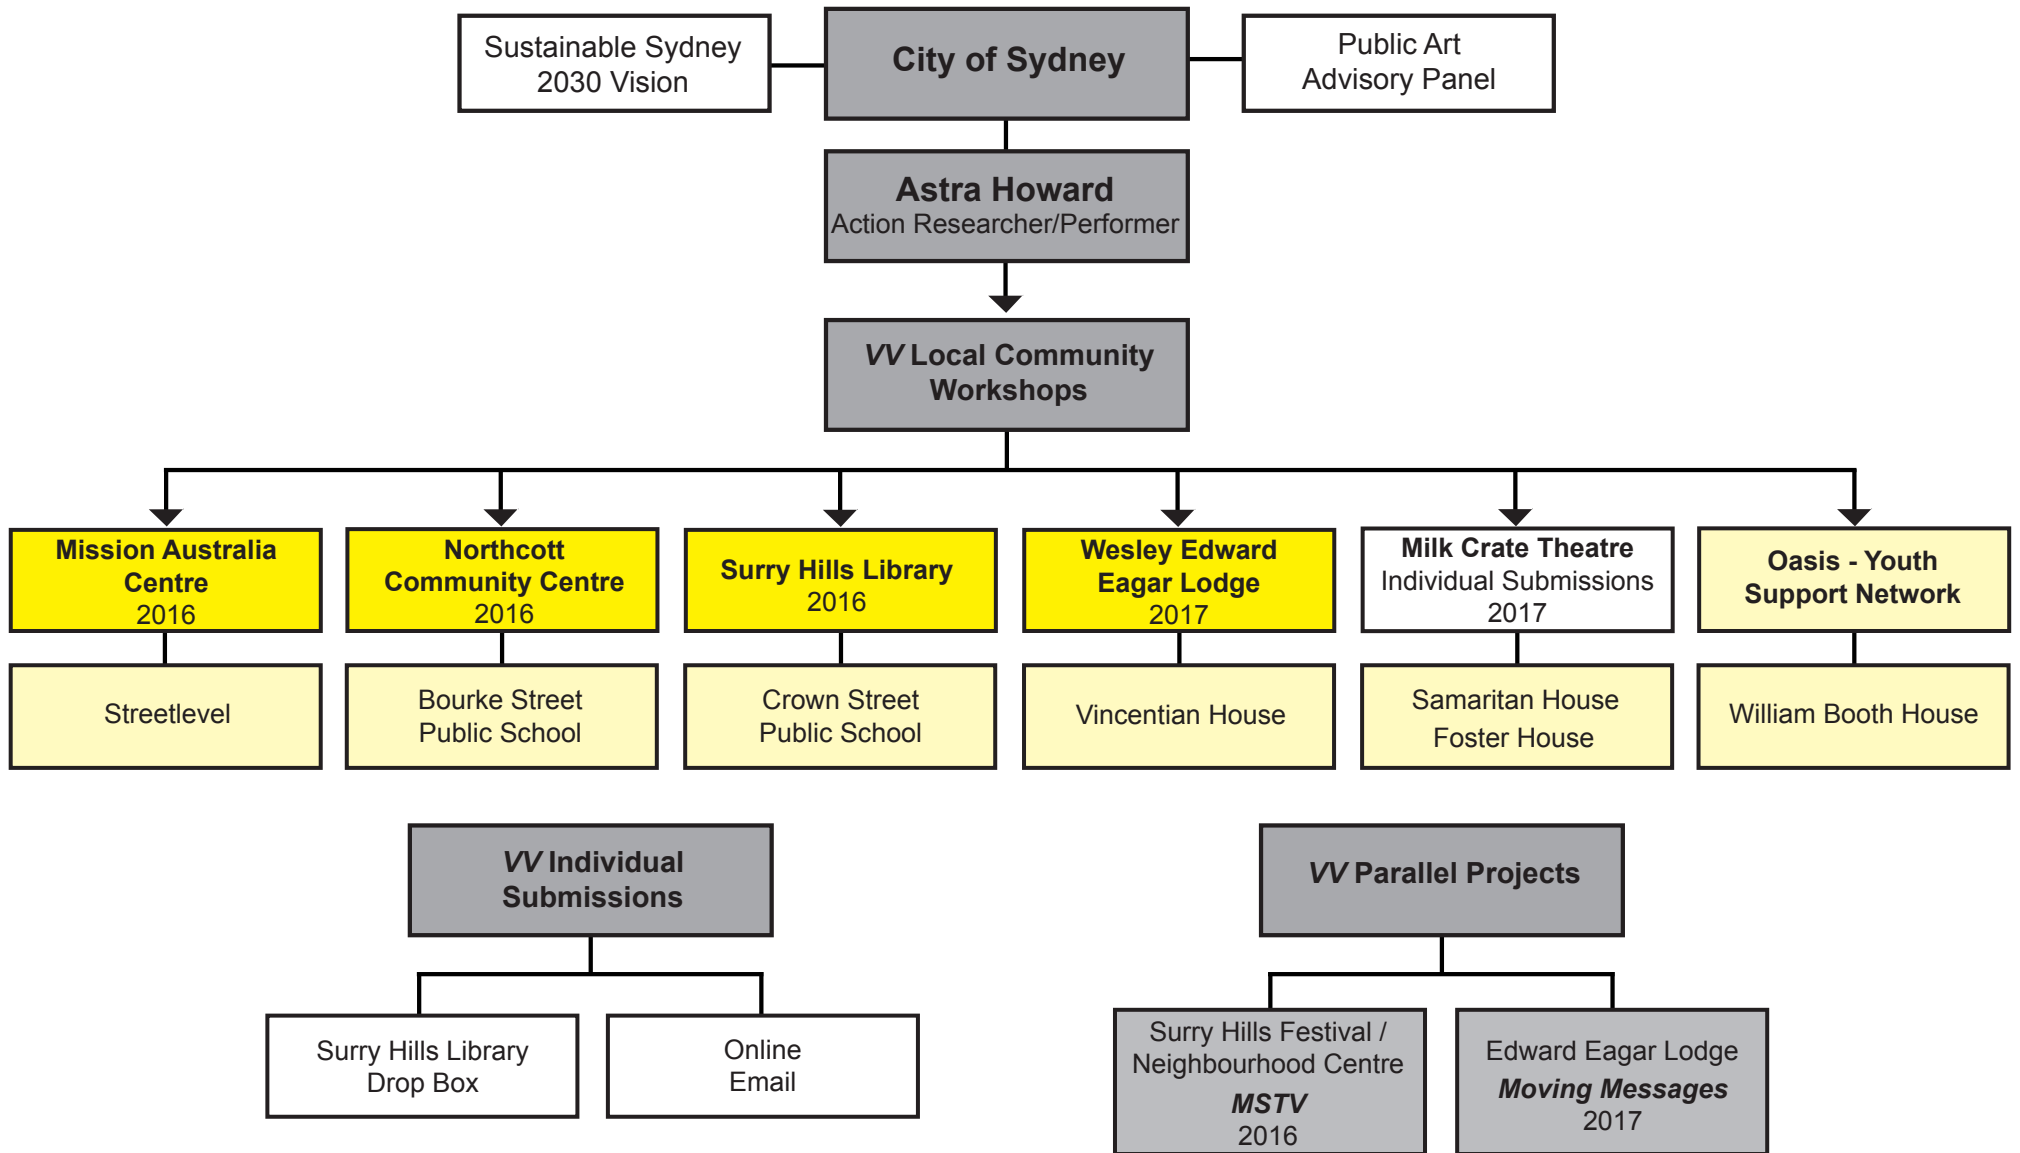 Sustainable Sydney
2030 Vision
City of Sydney
Public Art
Advisory Panel
Astra Howard
Action Researcher/Performer
VV Local Community
Workshops
Mission Australia
Centre
2016
Northcott
Community Centre
2016
Surry Hills Library
2016
Wesley Edward
Eagar Lodge
2017
Milk Crate Theatre
Individual Submissions
2017
Oasis - Youth
Support Network
Streetlevel
Bourke Street
Public School
Crown Street
Public School
Vincentian House
Samaritan House
Foster House
William Booth House
VV Individual
Submissions
VV Parallel Projects
Surry Hills Library
Drop Box
Online
Email
Surry Hills Festival /
Neighbourhood Centre
MSTV
2016
Edward Eagar Lodge
Moving Messages
2017